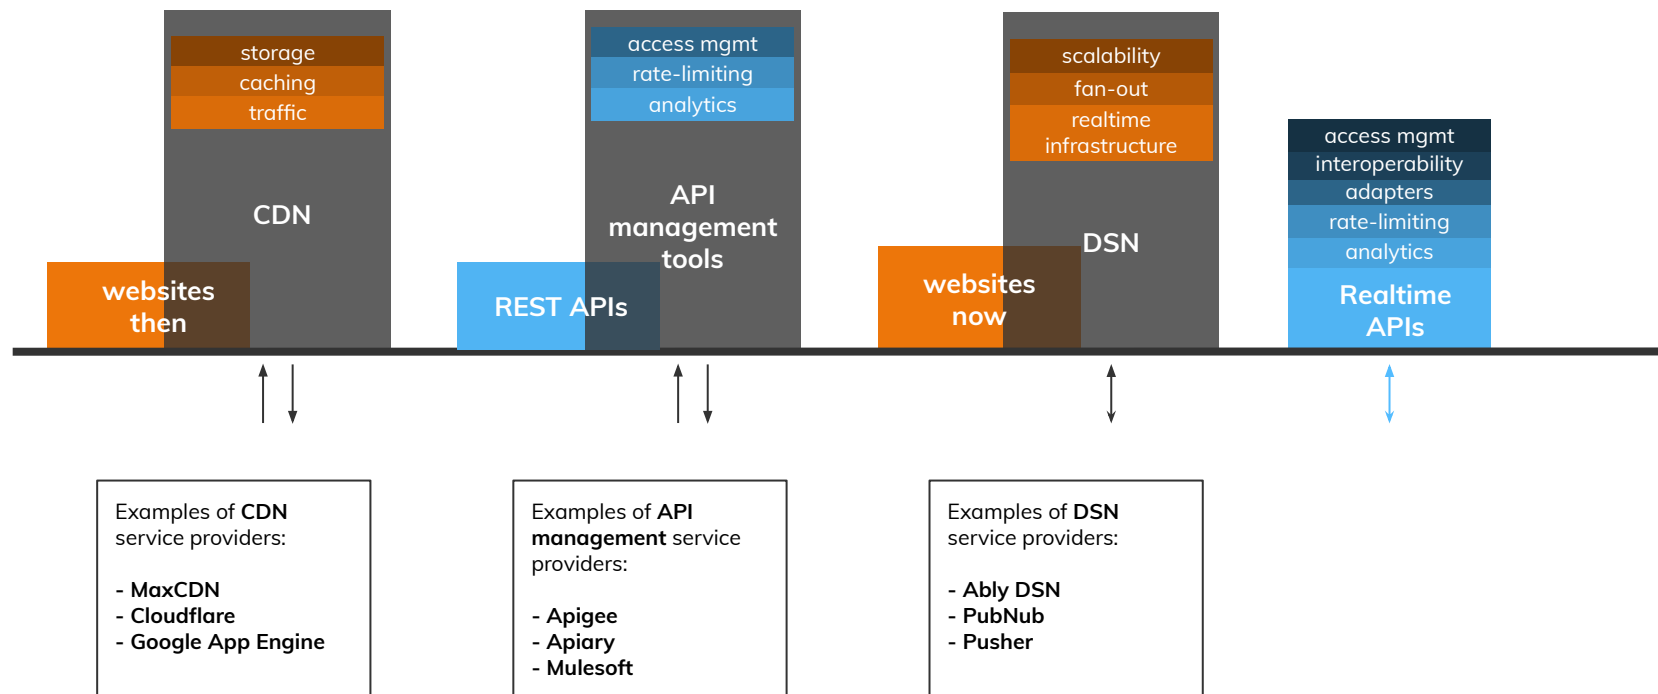 storage
caching
traffic
CDN
websites
then
access mgmt
rate-limiting
analytics
API
management
tools
REST APIs
scalability
fan-out
realtime
infrastructure
DSN
websites
now
access mgmt
interoperability
adapters
rate-limiting
analytics
Realtime
APIs
Examples of CDN
service providers:
- MaxCDN
- Cloudflare
- Google App Engine
Examples of API
management service
providers:
- Apigee
- Apiary
- Mulesoft
Examples of DSN
service providers:
- Ably DSN
- PubNub
- Pusher